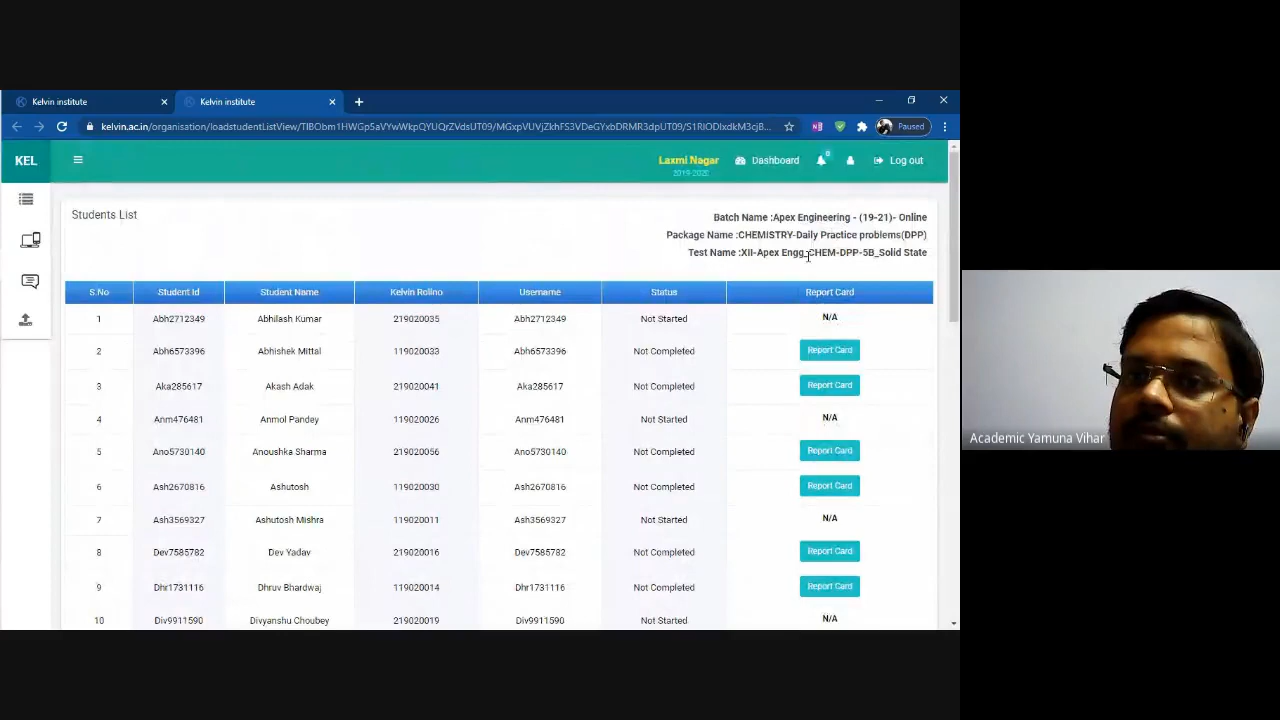 Kelvin institute
Kelvin institute
Paused
KEL
Laxmi Nagar
2019-2020
Dashboard
0
Log out
Students List
Batch Name :Apex Engineering - (19-21)- Online
Package Name :CHEMISTRY-Daily Practice problems(DPP)
Test Name :XII-Apex Engg_CHEM-DPP-5B_Solid State
S.No Student Id Student Name Kelvin Rollno Username Status Report Card
1 Abh2712349 Abhilash Kumar 219020035 Abh2712349 Not Started N/A
2 Abh6573396 Abhishek Mittal 119020033 Abh6573396 Not Completed Report Card
3 Aka285617 Akash Adak 219020041 Aka285617 Not Completed Report Card
4 Anm476481 Anmol Pandey 119020026 Anm476481 Not Started N/A
5 Ano5730140 Anoushka Sharma 219020056 Ano5730140 Not Completed Report Card
6 Ash2670816 Ashutosh 119020030 Ash2670816 Not Completed Report Card
7 Ash3569327 Ashutosh Mishra 119020011 Ash3569327 Not Started N/A
8 Dev7585782 Dev Yadav 219020016 Dev7585782 Not Completed Report Card
9 Dhr1731116 Dhruv Bhardwaj 119020014 Dhr1731116 Not Completed Report Card
10 Div9911590 Divyanshu Choubey 219020019 Div9911590 Not Started N/A
Academic Yamuna Vihar